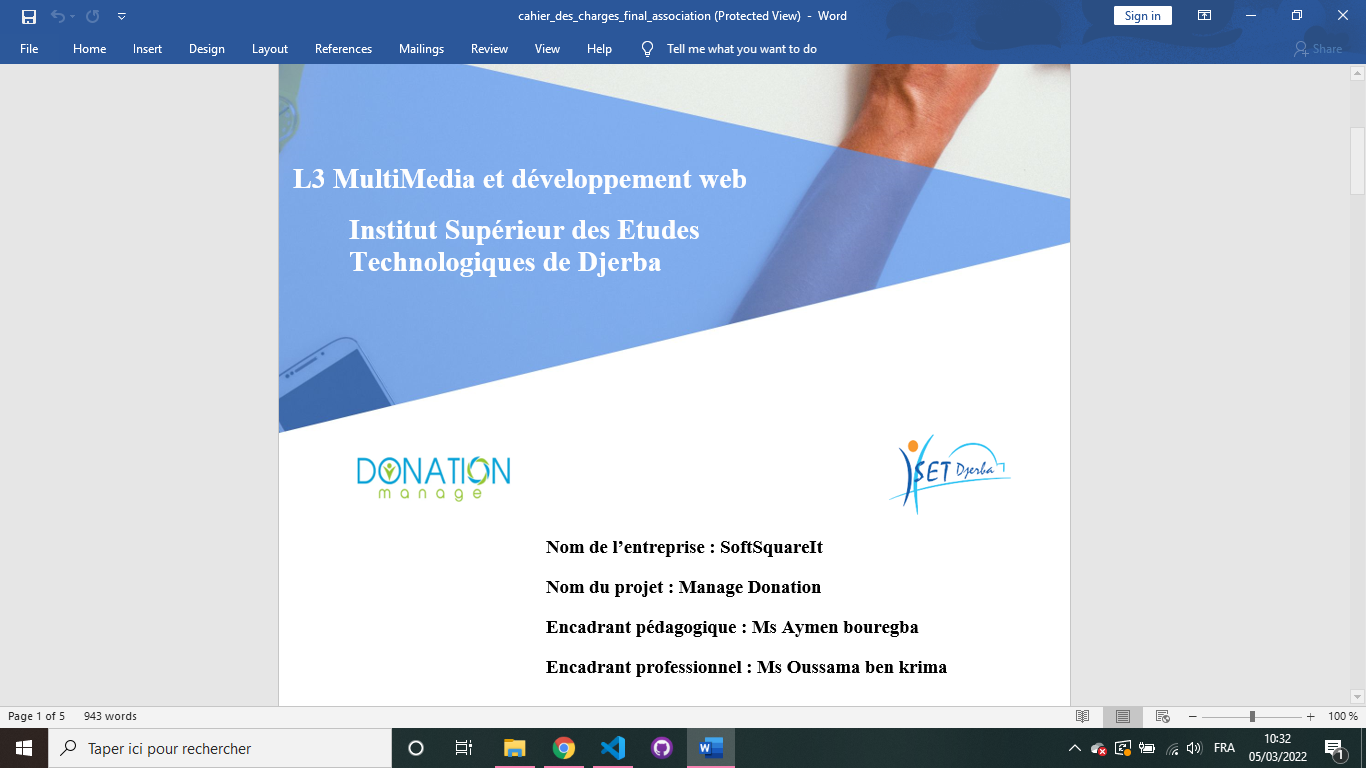 cahier_des_charges_final_association (Protected View) - Word
Sign in
File Home Insert Design Layout References Mailings Review View Help Tell me what you want to do Share
L3 MultiMedia et développement web
Institut Supérieur des Etudes
Technologiques de Djerba
DONATION
manage
ISET Djerba
Nom de l’entreprise : SoftSquareIt
Nom du projet : Manage Donation
Encadrant pédagogique : Ms Aymen bouregba
Encadrant professionnel : Ms Oussama ben krima
Page 1 of 5 943 words 100 %
Taper ici pour rechercher
FRA
10:32
05/03/2022
1